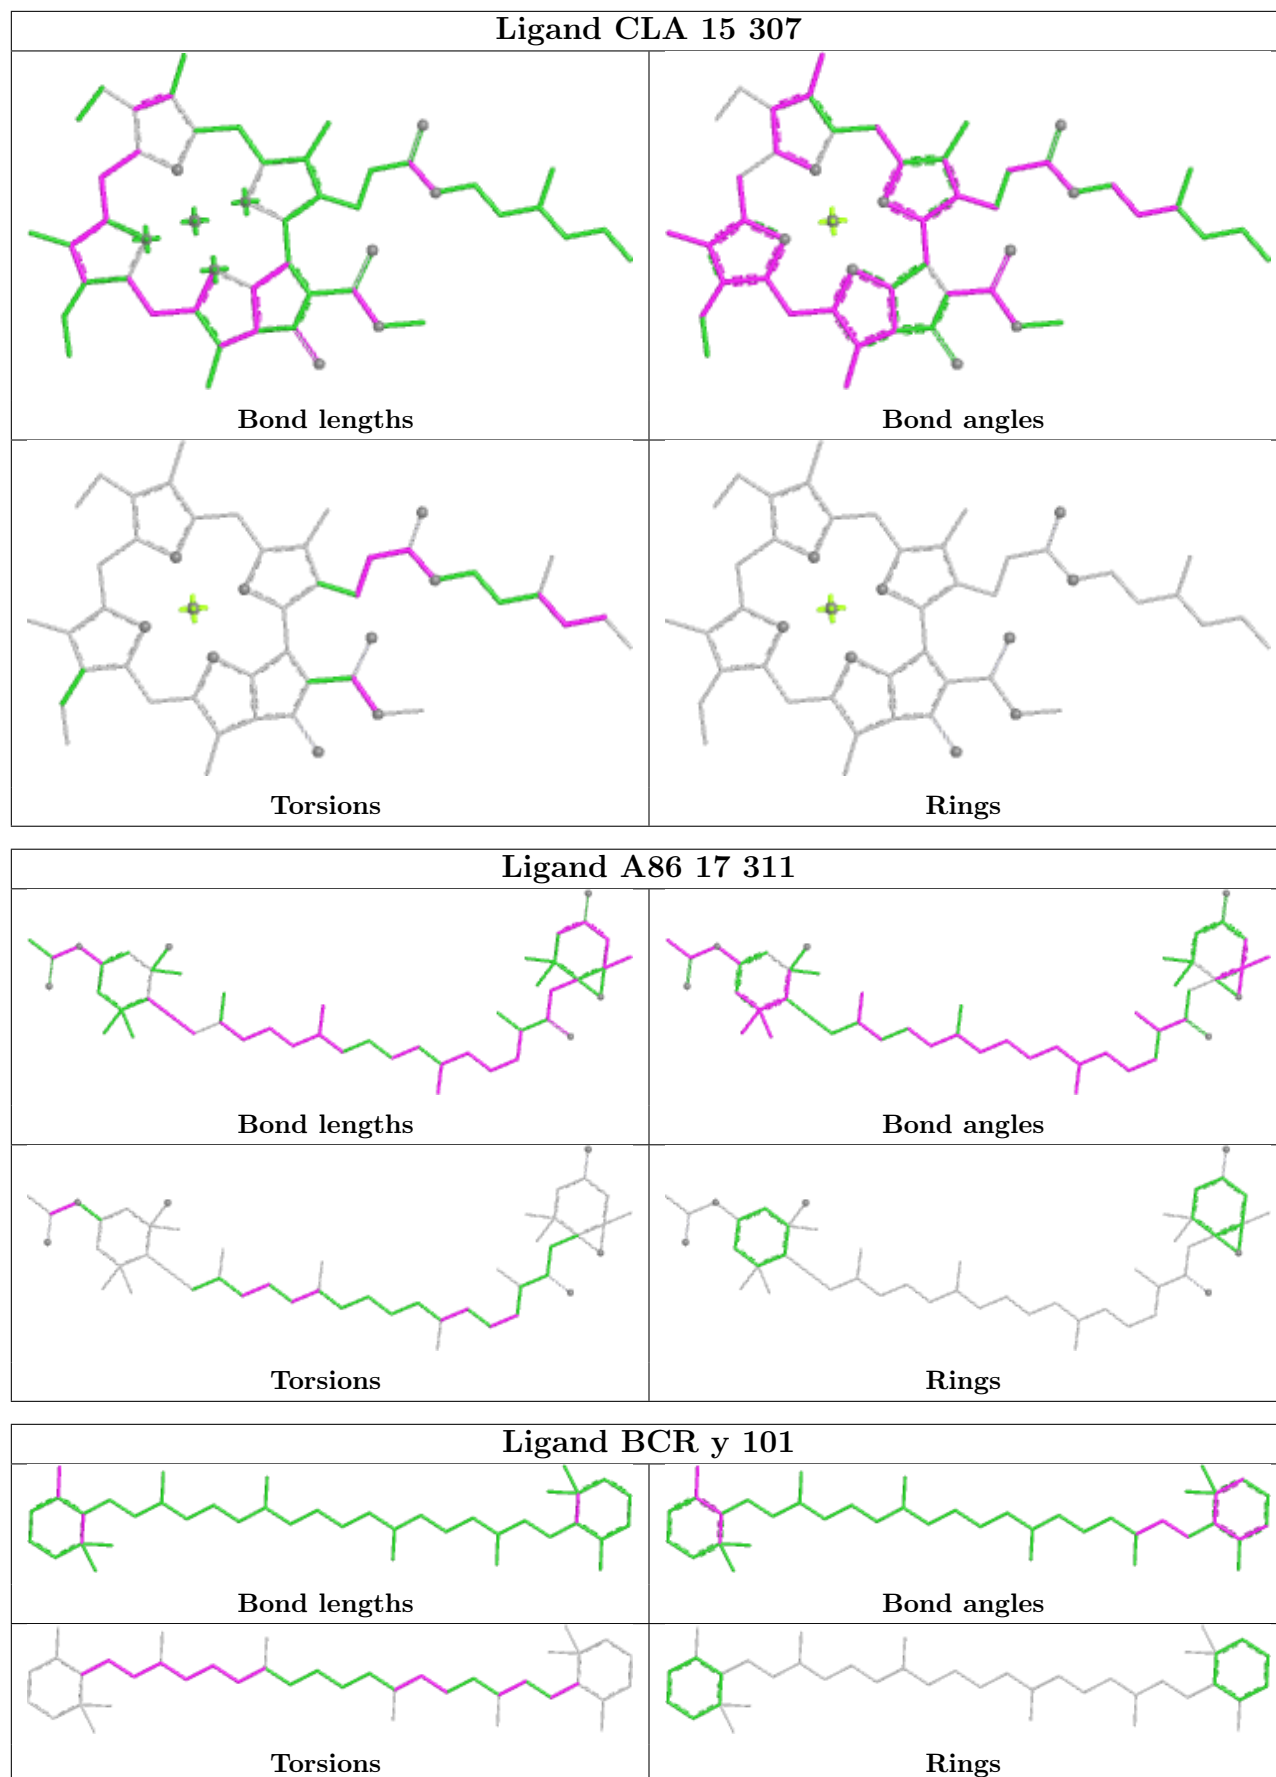 Ligand CLA 15 307
Bond lengths
Bond angles
Torsions
Rings
Ligand A86 17 311
Bond lengths
Bond angles
Torsions
Rings
Ligand BCR y 101
Bond lengths
Bond angles
Torsions
Rings